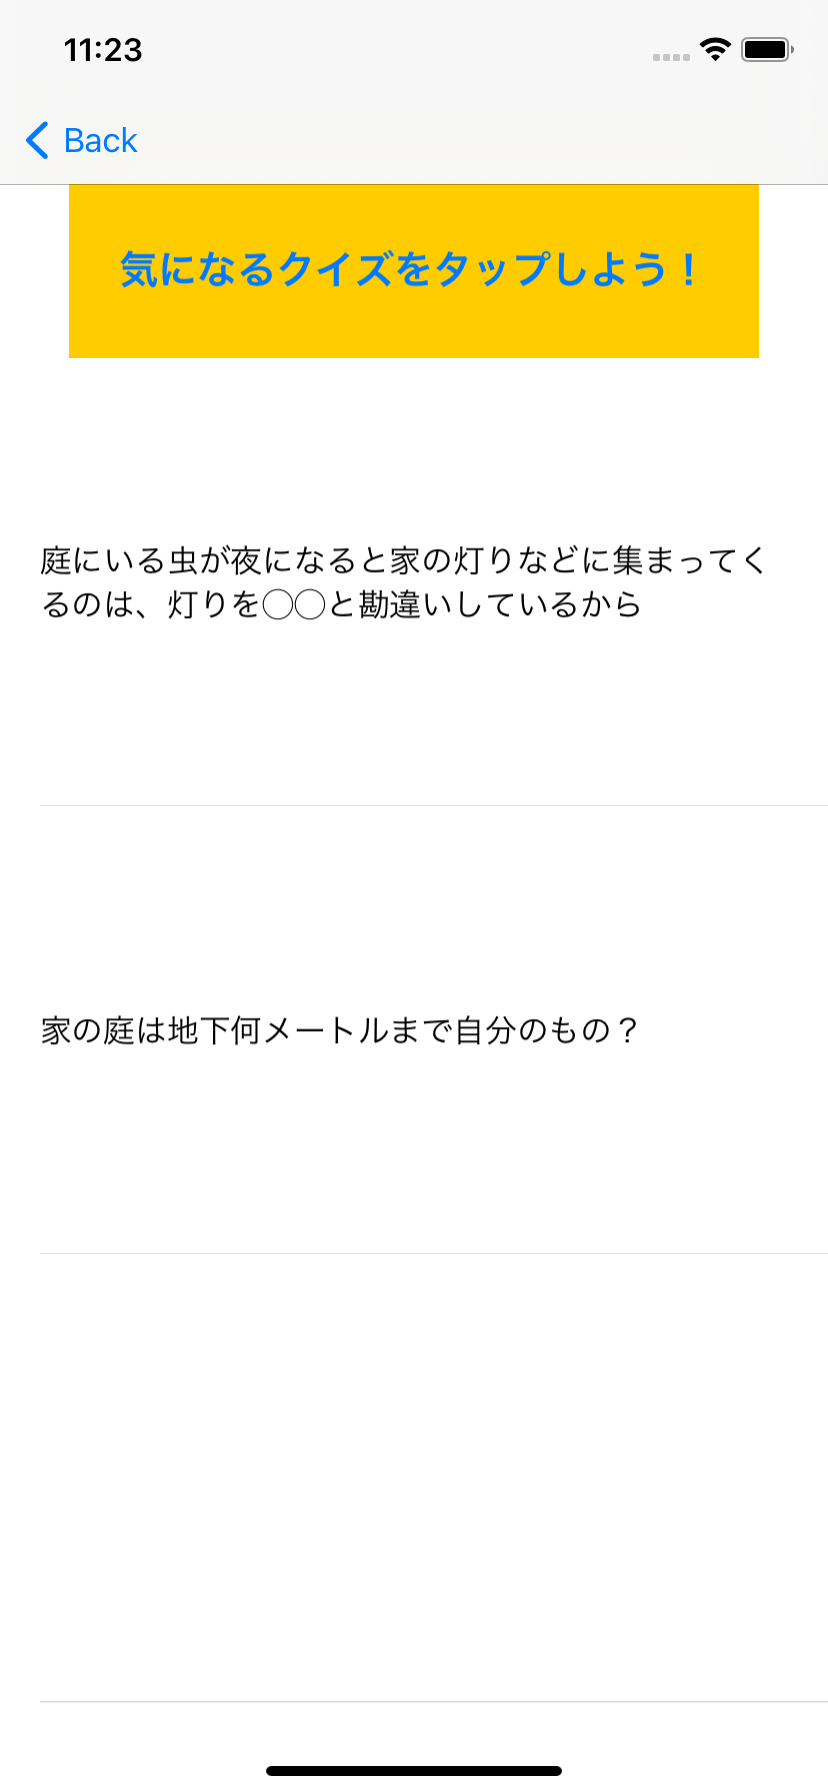 11:23
Back
気になるクイズをタップしよう！
庭にいる虫が夜になると家の灯りなどに集まってく
るのは、灯りを◯◯と勘違いしているから
家の庭は地下何メートルまで自分のもの？